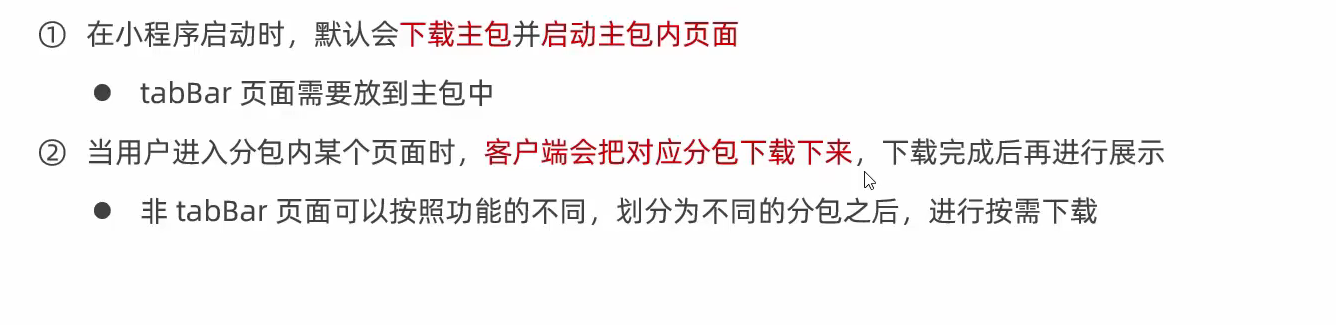 ① 在小程序启动时，默认会下载主包并启动主包内页面
● tabBar 页面需要放到主包中
② 当用户进入分包内某个页面时，客户端会把对应分包下载下来，下载完成后再进行展示
● 非 tabBar 页面可以按照功能的不同，划分为不同的分包之后，进行按需下载